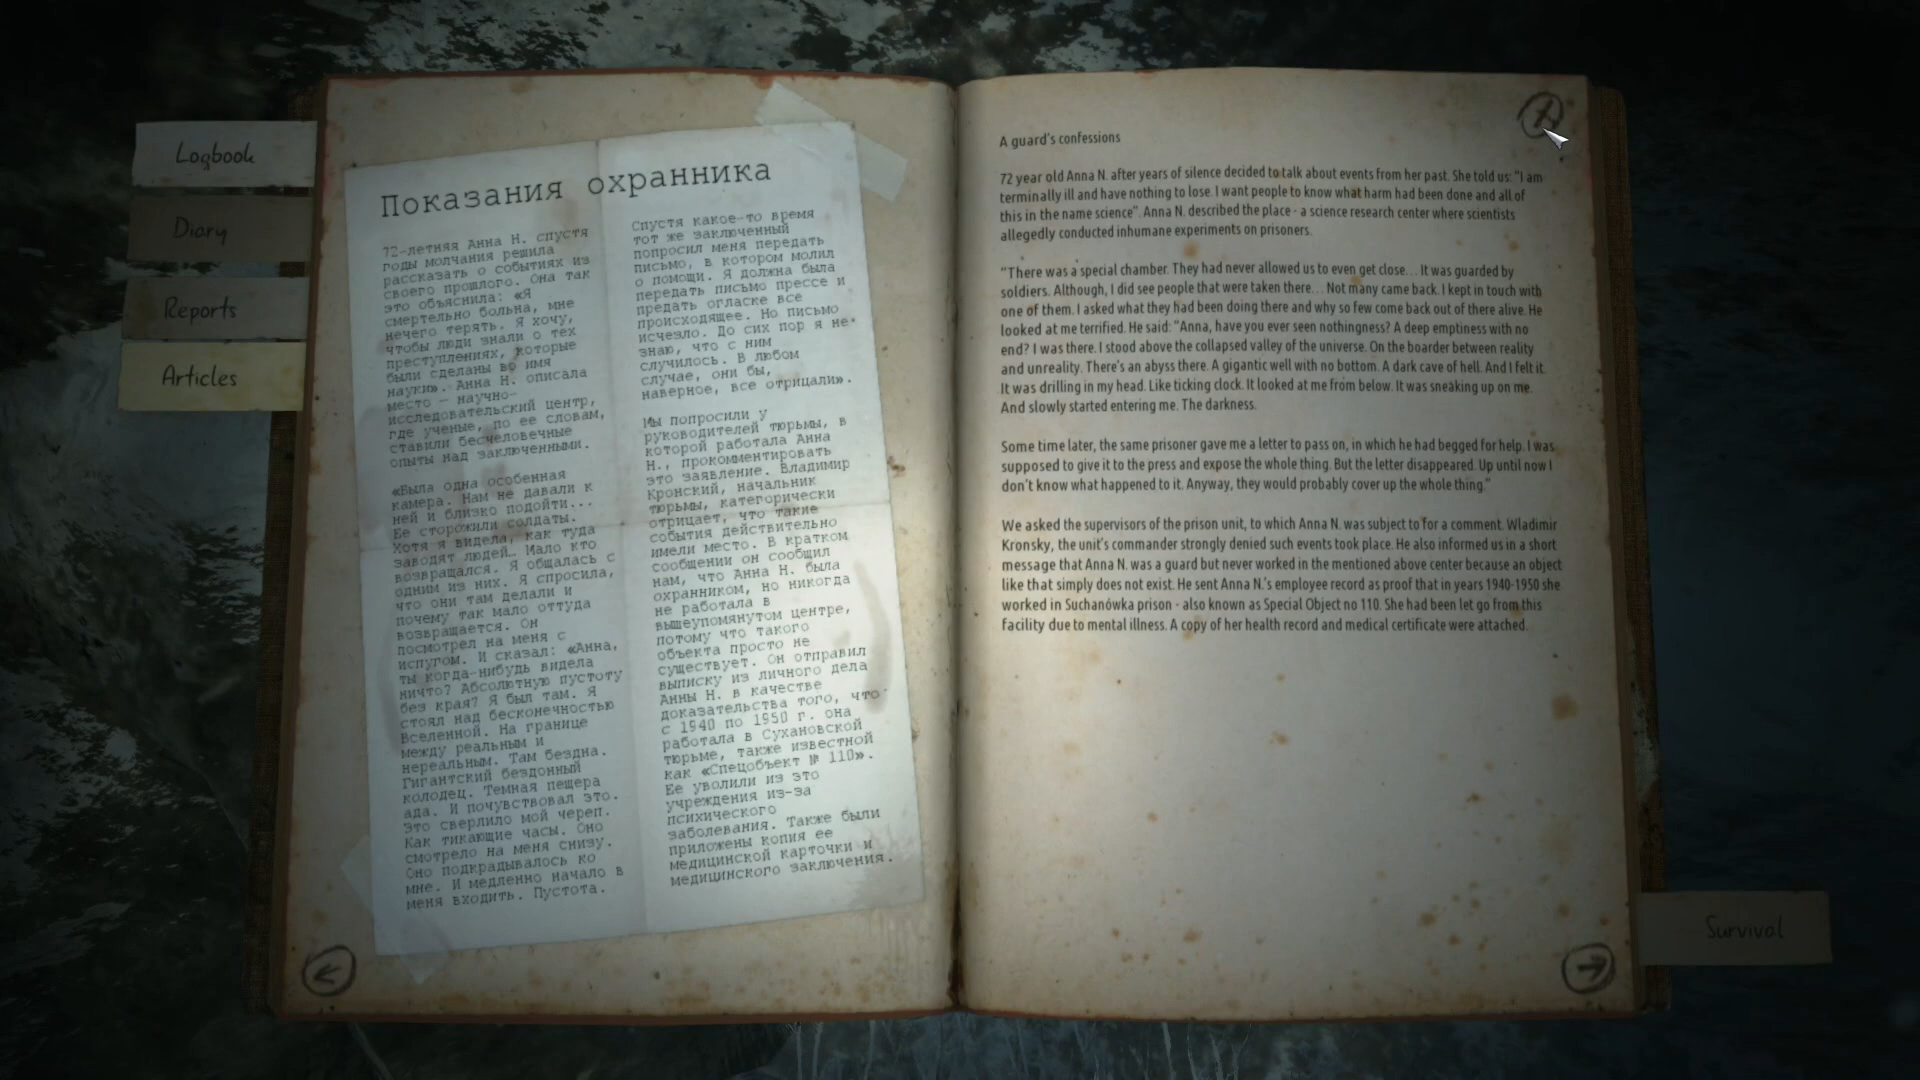 Logbook
Diary
Reports
Articles
Показания охранника
72-летняя Анна Н. спустя
годы молчания решила
рассказать о событиях из
своего прошлого. Она так
это объяснила: «Я
смертельно больна, мне
нечего терять. Я хочу,
чтобы люди знали о тех
преступлениях, которые
были сделаны во имя
науки». Анна Н. описала
место — научно-
исследовательский центр,
где ученые, по ее словам,
ставили бесчеловечные
опыты над заключенными.
«Была одна особенная
камера. Нам не давали к
ней и близко подойти...
Ее сторожили солдаты.
Хотя я видела, как туда
заводят людей… Мало кто
возвращался. Я общалась с
одним из них. Я спросила,
что они там делали и
почему так мало оттуда
возвращается. Он
посмотрел на меня с
испугом. И сказал: «Анна,
ты когда-нибудь видела
ничто? Абсолютную пустоту
без края? Я был там. Я
стоял над бесконечностью
Вселенной. На границе
между реальным и
нереальным. Там бездна.
Гигантский бездонный
колодец. Темная пещера
ада. И почувствовал это.
Это сверлило мой череп.
Как тикающие часы. Оно
смотрело на меня снизу.
Оно подкрадывалось ко
мне. И медленно начало в
меня входить. Пустота.
Спустя какое-то время
тот же заключенный
попросил меня передать
письмо, в котором молил
о помощи. Я должна была
передать письмо прессе и
предать огласке все
происходящее. Но письмо
исчезло. До сих пор я не
знаю, что с ним
случилось. В любом
случае, они бы,
наверное, все отрицали».
Мы попросили у
руководителей тюрьмы, в
которой работала Анна
Н., прокомментировать
это заявление. Владимир
Кронский, начальник
тюрьмы, категорически
отрицает, что такие
события действительно
имели место. В кратком
сообщении он сообщил
нам, что Анна Н. была
охранником, но никогда
не работала в
вышеупомянутом центре,
потому что такого
объекта просто не
существует. Он отправил
выписку из личного дела
Анны Н. в качестве
доказательства того, что
с 1940 по 1950 г. она
работала в Сухановской
тюрьме, также известной
как «Спецобъект № 110».
Ее уволили из это
учреждения из-за
психического
заболевания. Также были
приложены копия ее
медицинской карточки и
медицинского заключения.
A guard's confessions
72 year old Anna N. after years of silence decided to talk about events from her past. She told us: "I am
terminally ill and have nothing to lose. I want people to know what harm had been done and all of
this in the name science". Anna N. described the place - a science research center where scientists
allegedly conducted inhumane experiments on prisoners.
"There was a special chamber. They had never allowed us to even get close... It was guarded by
soldiers. Although, I did see people that were taken there... Not many came back. I kept in touch with
one of them. I asked what they had been doing there and why so few come back out of there alive. He
looked at me terrified. He said: "Anna, have you ever seen nothingness? A deep emptiness with no
end? I was there. I stood above the collapsed valley of the universe. On the boarder between reality
and unreality. There's an abyss there. A gigantic well with no bottom. A dark cave of hell. And I felt it.
It was drilling in my head. Like ticking clock. It looked at me from below. It was sneaking up on me.
And slowly started entering me. The darkness.
Some time later, the same prisoner gave me a letter to pass on, in which he had begged for help. I was
supposed to give it to the press and expose the whole thing. But the letter disappeared. Up until now I
don't know what happened to it. Anyway, they would probably cover up the whole thing."
We asked the supervisors of the prison unit, to which Anna N. was subject to for a comment. Wladimir
Kronsky, the unit's commander strongly denied such events took place. He also informed us in a short
message that Anna N. was a guard but never worked in the mentioned above center because an object
like that simply does not exist. He sent Anna N.'s employee record as proof that in years 1940-1950 she
worked in Suchanówka prison - also known as Special Object no 110. She had been let go from this
facility due to mental illness. A copy of her health record and medical certificate were attached.
Survival